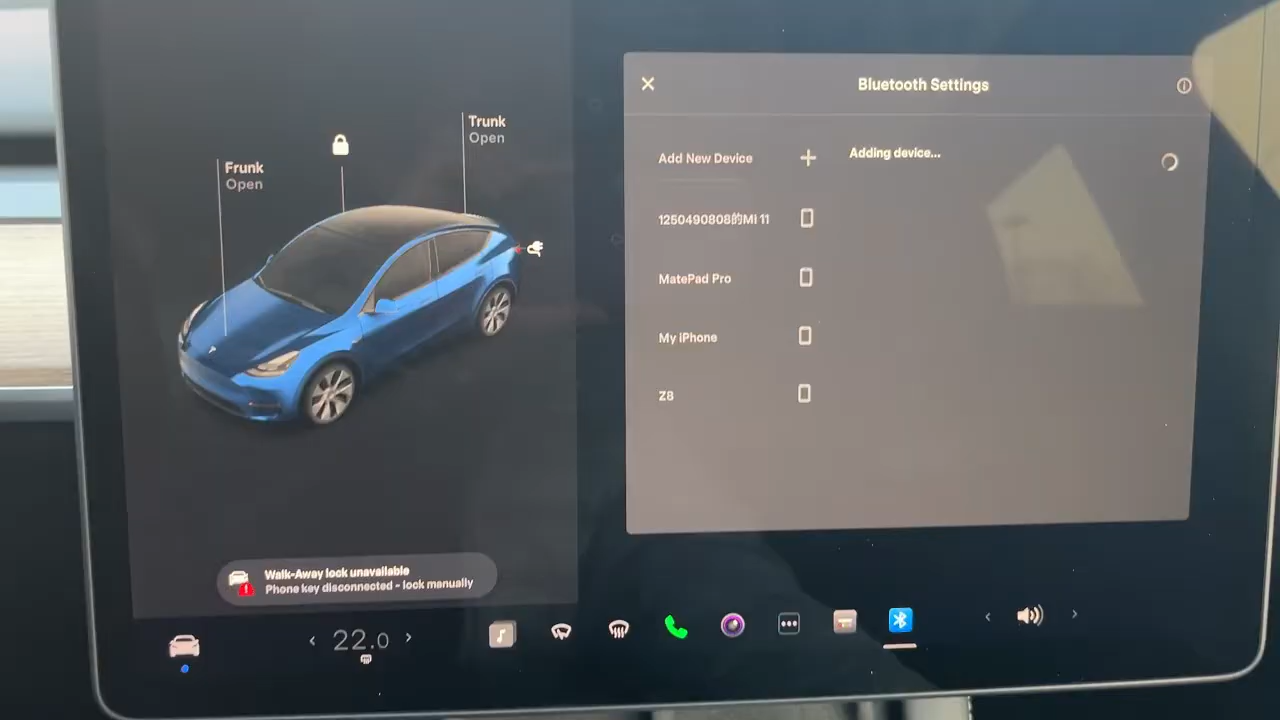 Trunk
Open
Frunk
Open
Walk-Away lock unavailable
Phone key disconnected - lock manually
22.0
Bluetooth Settings
Add New Device
Adding device...
1250490808的MI 11
MatePad Pro
My iPhone
Z8